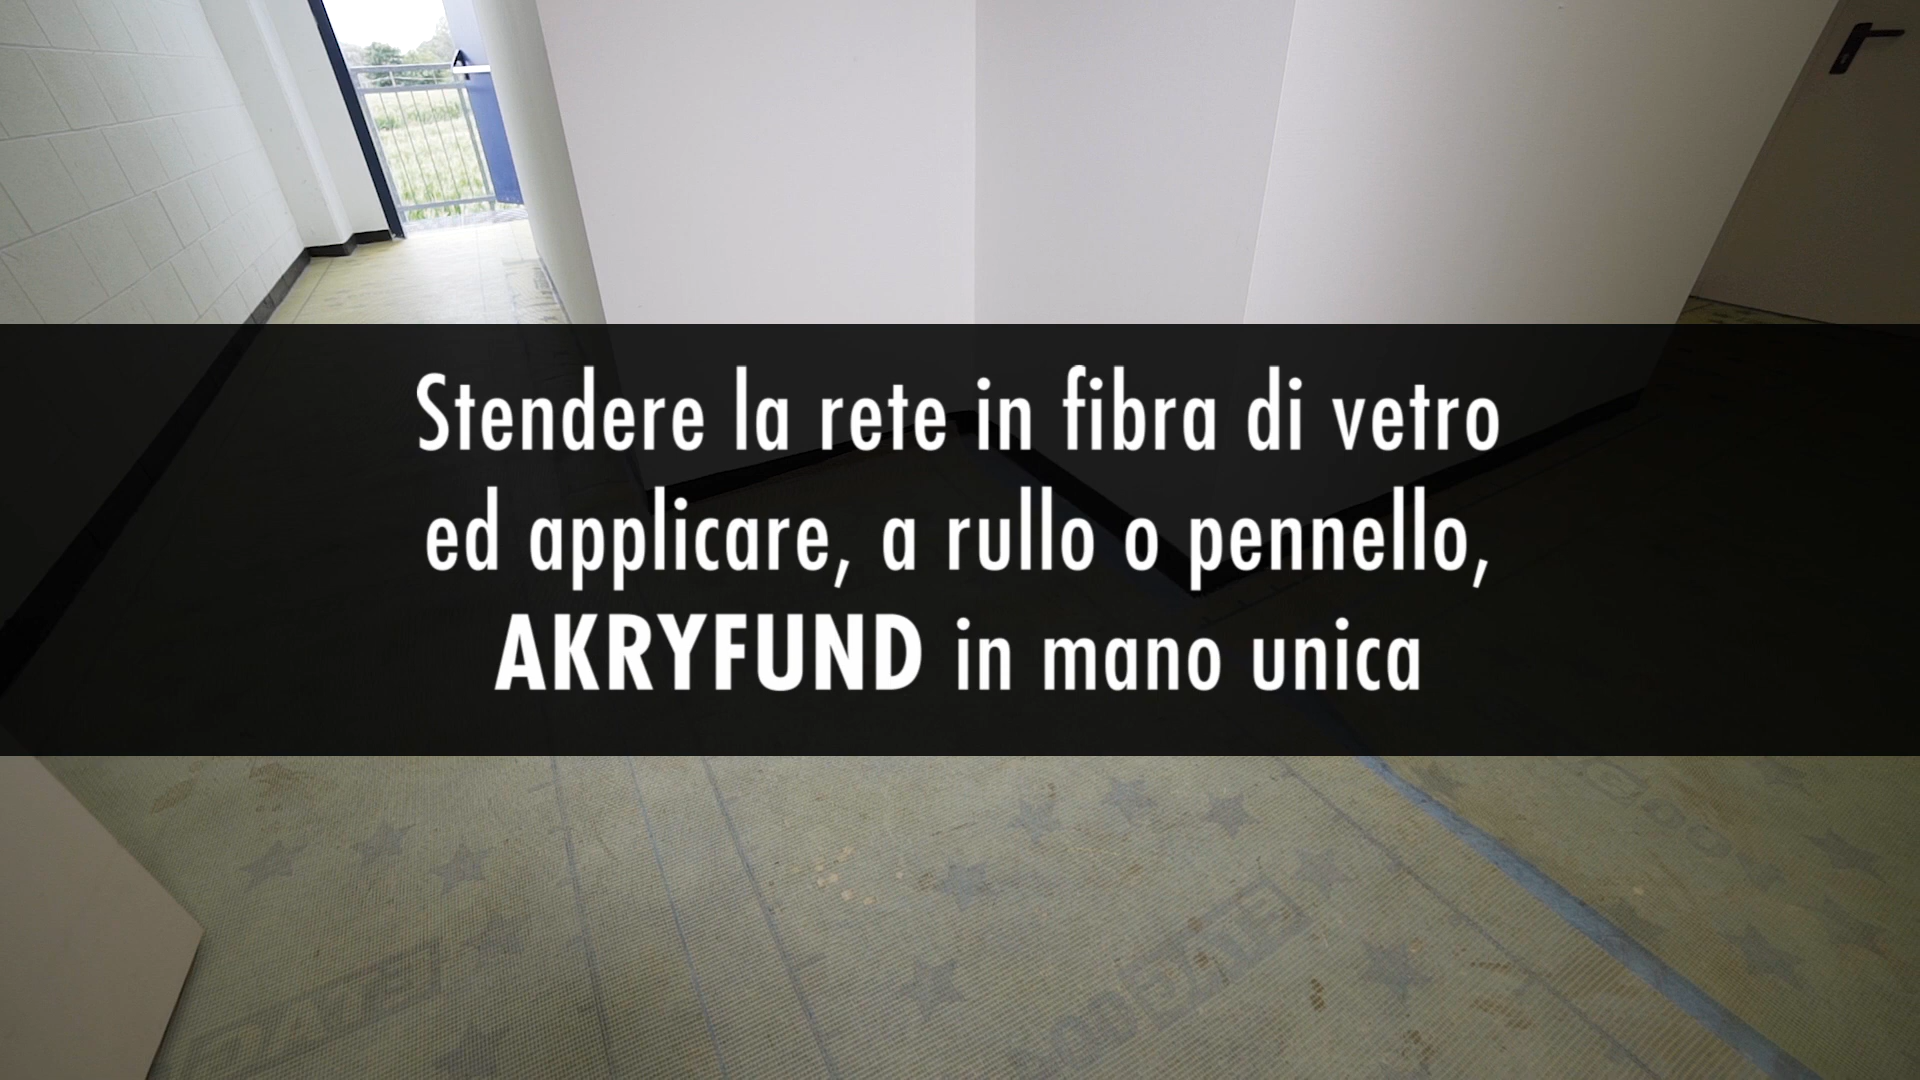 Stendere la rete in fibra di vetro
ed applicare, a rullo o pennello,
AKRYFUND in mano unica